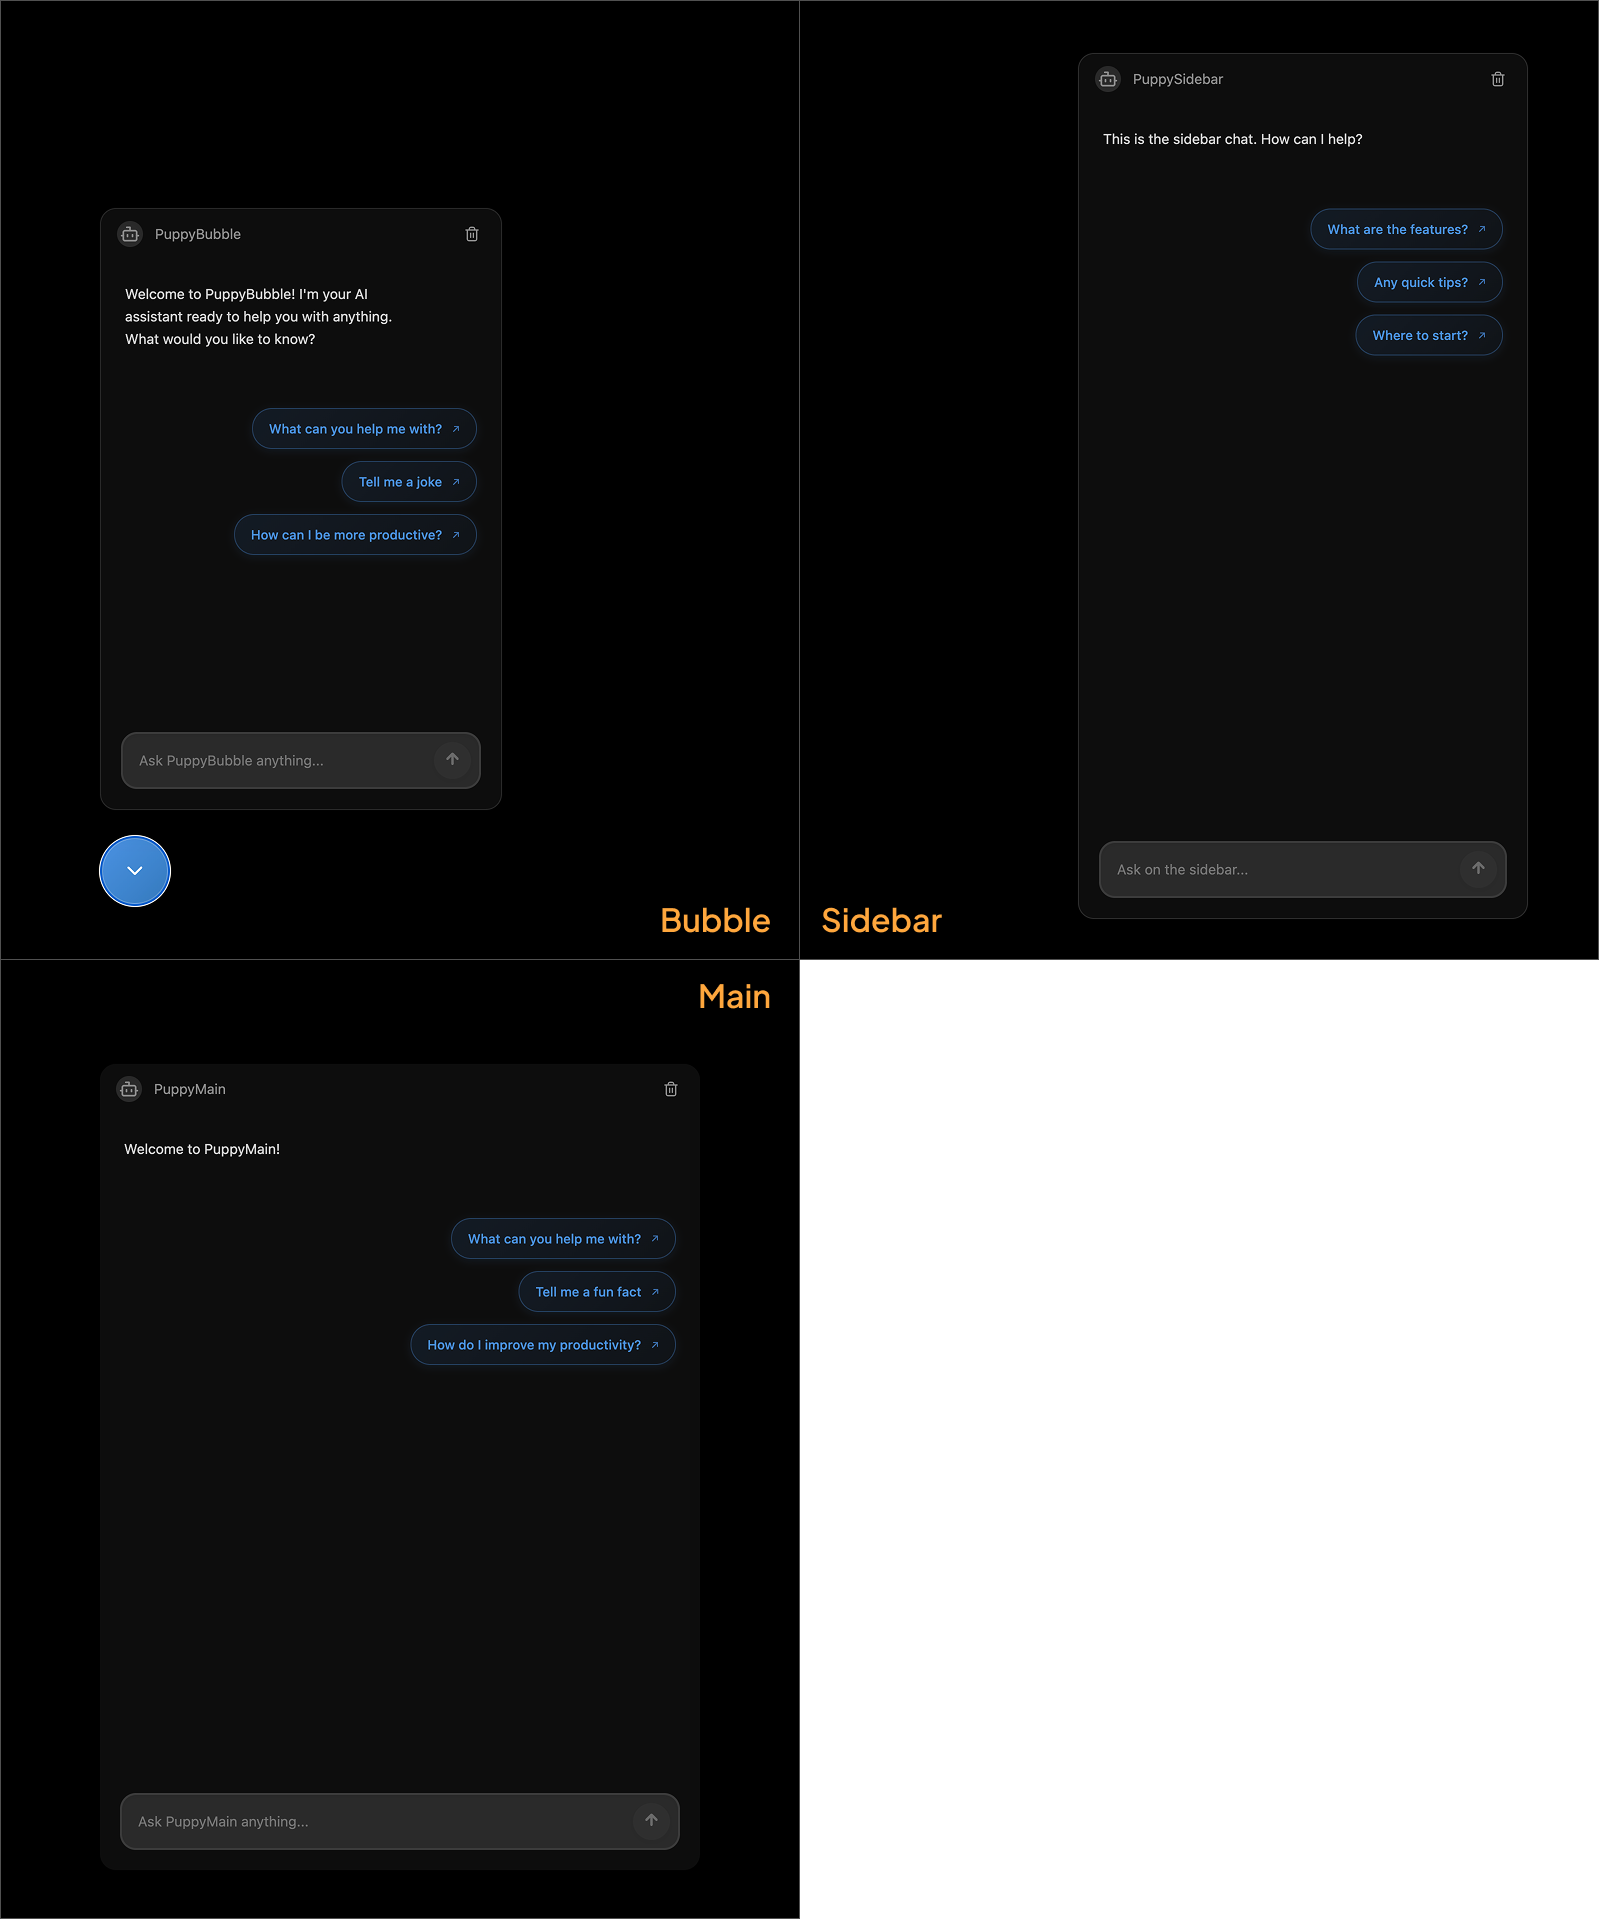 PuppyBubble
Welcome to PuppyBubble! I'm your AI
assistant ready to help you with anything.
What would you like to know?
What can you help me with?
Tell me a joke
How can I be more productive?
Ask PuppyBubble anything...
Bubble
PuppySidebar
This is the sidebar chat. How can I help?
What are the features?
Any quick tips?
Where to start?
Ask on the sidebar...
Sidebar
Main
PuppyMain
Welcome to PuppyMain!
What can you help me with?
Tell me a fun fact
How do I improve my productivity?
Ask PuppyMain anything...